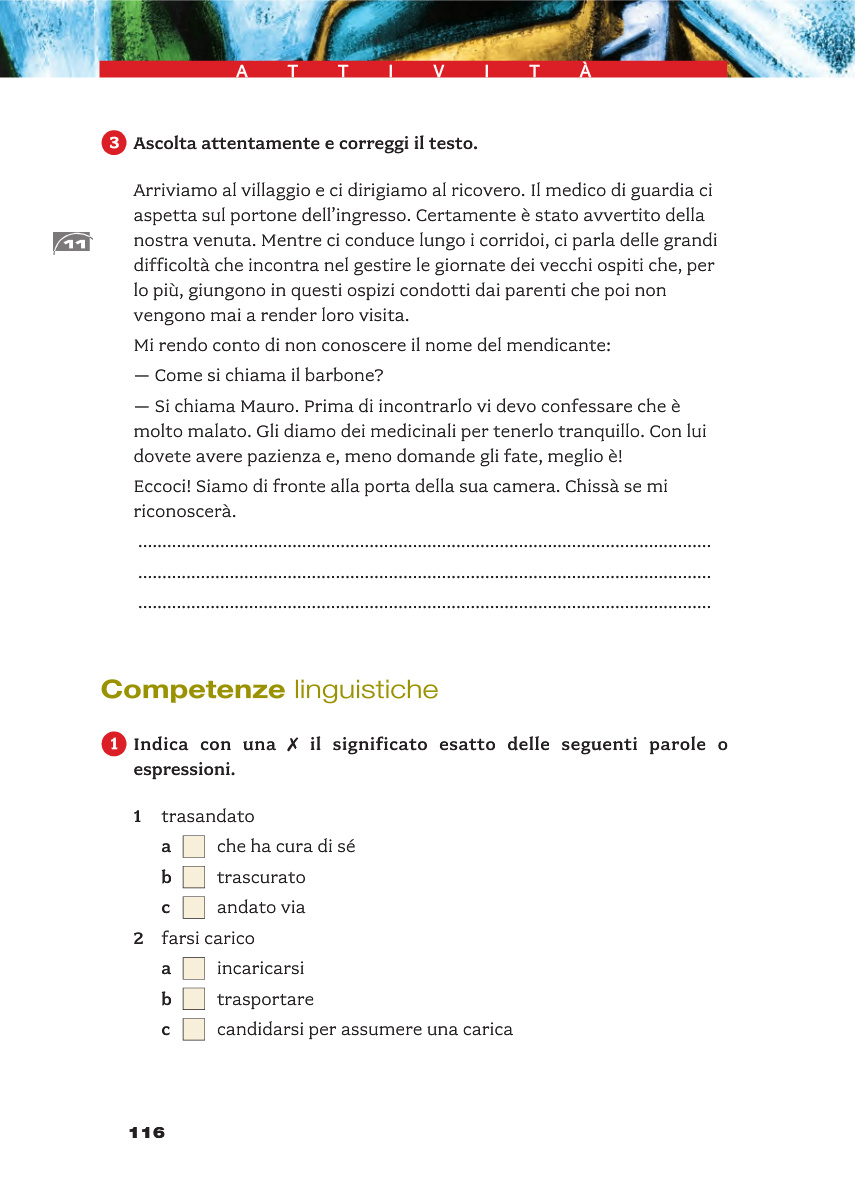 ATTIVITÀ
3 Ascolta attentamente e correggi il testo.
Arriviamo al villaggio e ci dirigiamo al ricovero. Il medico di guardia ci
aspetta sul portone dell'ingresso. Certamente è stato avvertito della
11
nostra venuta. Mentre ci conduce lungo i corridoi, ci parla delle grandi
difficoltà che incontra nel gestire le giornate dei vecchi ospiti che, per
lo più, giungono in questi ospizi condotti dai parenti che poi non
vengono mai a render loro visita.
Mi rendo conto di non conoscere il nome del mendicante:
— Come si chiama il barbone?
— Si chiama Mauro. Prima di incontrarlo vi devo confessare che è
molto malato. Gli diamo dei medicinali per tenerlo tranquillo. Con lui
dovete avere pazienza e, meno domande gli fate, meglio è!
Eccoci! Siamo di fronte alla porta della sua camera. Chissà se mi
riconoscerà.
Competenze linguistiche
1 Indica con una ✗ il significato esatto delle seguenti parole o
espressioni.
1 trasandato
a che ha cura di sé
b trascurato
c andato via
2 farsi carico
a incaricarsi
b trasportare
c candidarsi per assumere una carica
116